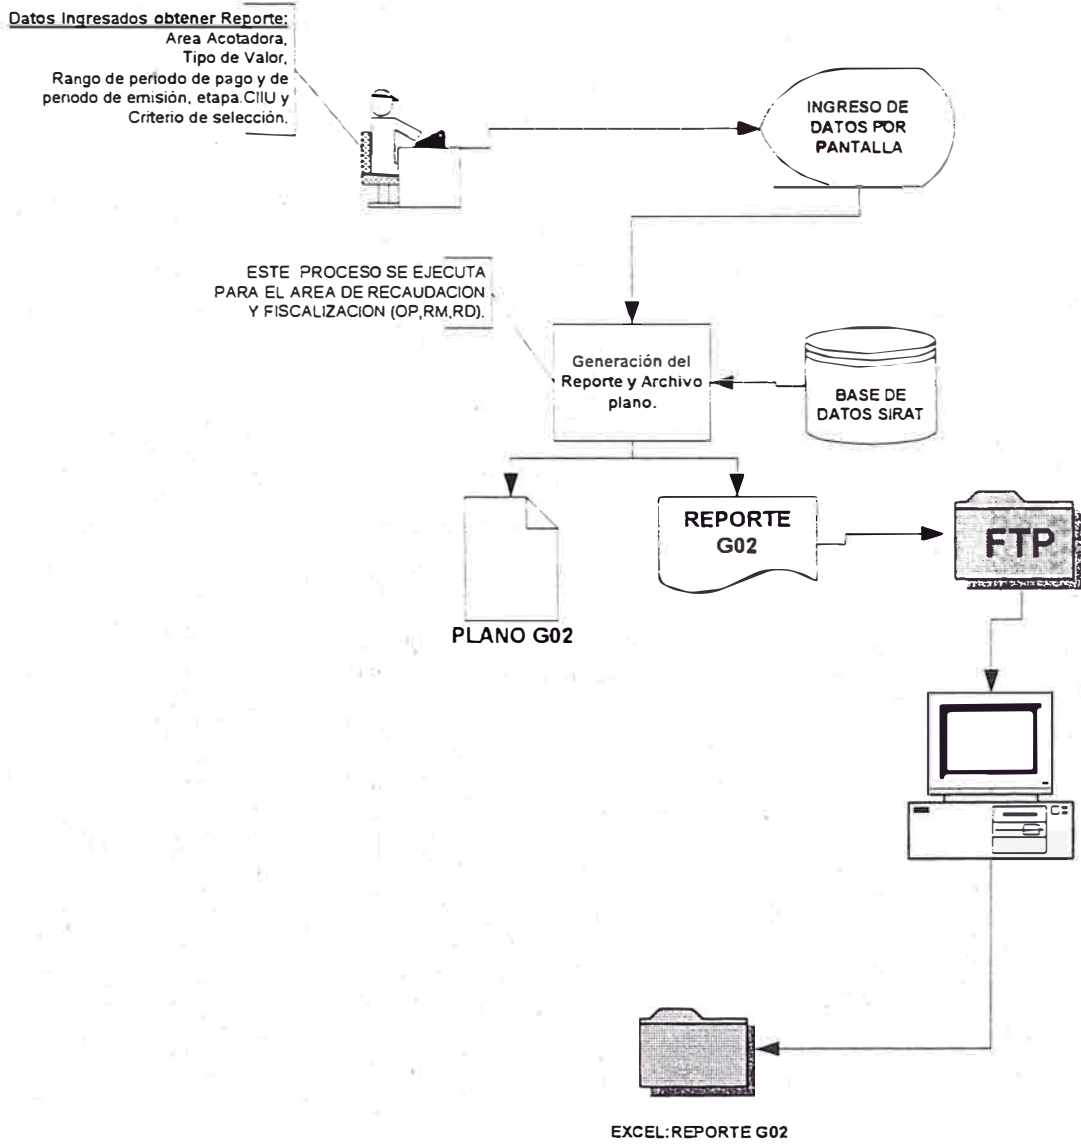 Datos Ingresados obtener Reporte:
Area Acotadora,
Tipo de Valor,
Rango de periodo de pago y de
periodo de emisión, etapa.CIIU y
Criterio de selección.
INGRESO DE
DATOS POR
PANTALLA
ESTE PROCESO SE EJECUTA
PARA EL AREA DE RECAUDACION
Y FISCALIZACION (OP,RM,RD).
Generación del
Reporte y Archivo
plano.
BASE DE
DATOS SIRAT
REPORTE
G02
FTP
PLANO G02
EXCEL:REPORTE G02